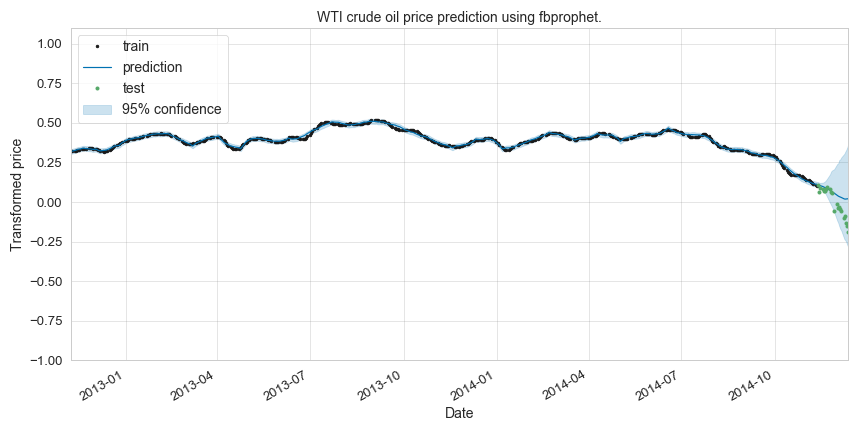 WTI crude oil price prediction using fbprophet.
train
prediction
test
95% confidence
1.00
0.75
0.50
0.25
0.00
−0.25
−0.50
−0.75
−1.00
Transformed price
2013-01
2013-04
2013-07
2013-10
2014-01
2014-04
2014-07
2014-10
Date